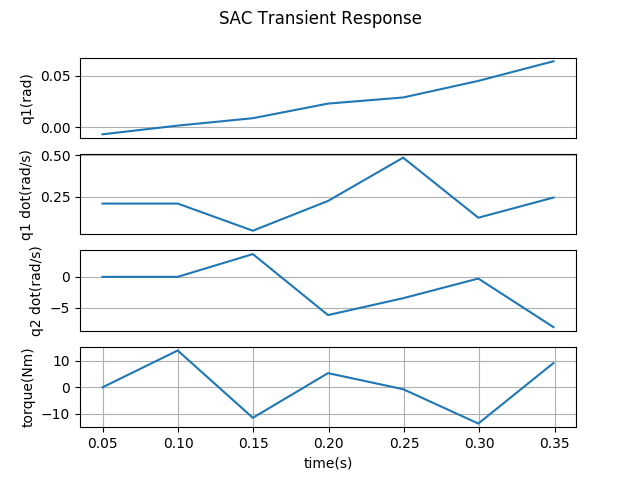 SAC Transient Response
q1(rad)
0.05
0.00
q1 dot(rad/s)
0.50
0.25
q2 dot(rad/s)
0
−5
torque(Nm)
10
0
−10
0.05 0.10 0.15 0.20 0.25 0.30 0.35
time(s)